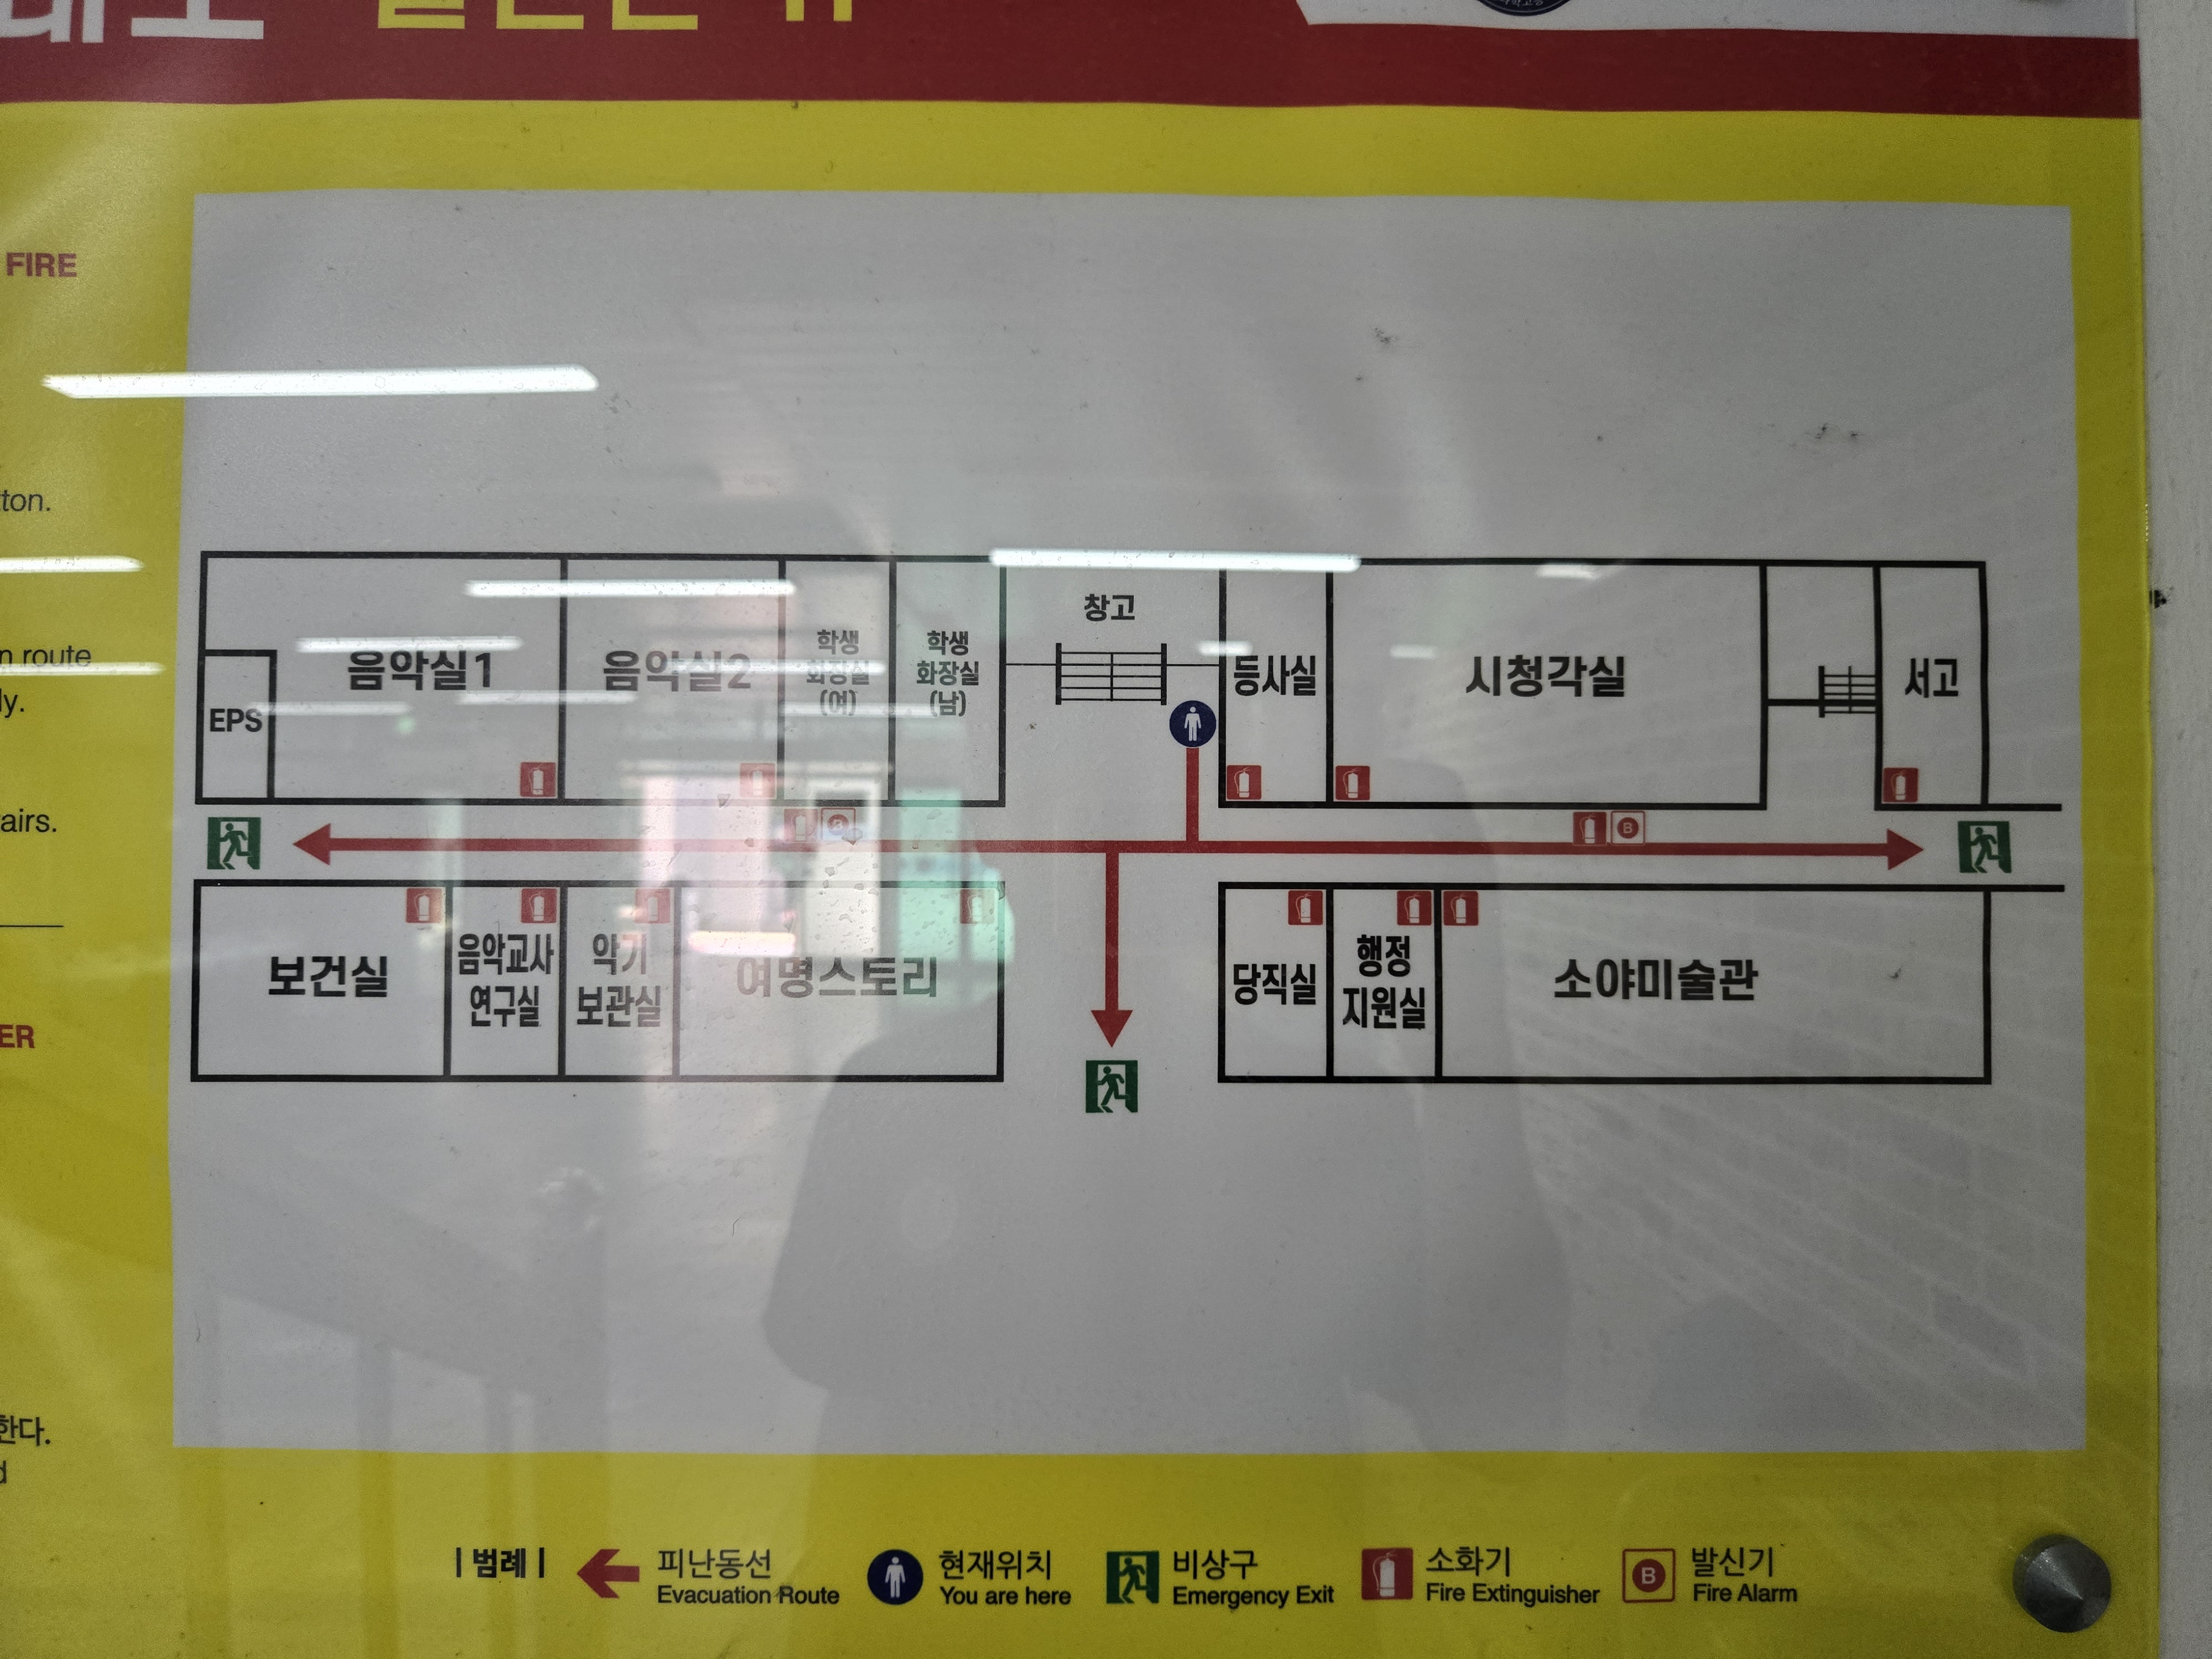 FIRE
ton.
n route
ly.
airs.
ER
한다.
d
음악실1
음악실2
학생
화장실
(여)
학생
화장실
(남)
창고
등사실
시청각실
서고
EPS
B
B
보건실
음악교사
연구실
악기
보관실
여명스토리
당직실
행정
지원실
소야미술관
| 범례 |
피난동선
Evacuation Route
현재위치
You are here
비상구
Emergency Exit
소화기
Fire Extinguisher
B
발신기
Fire Alarm